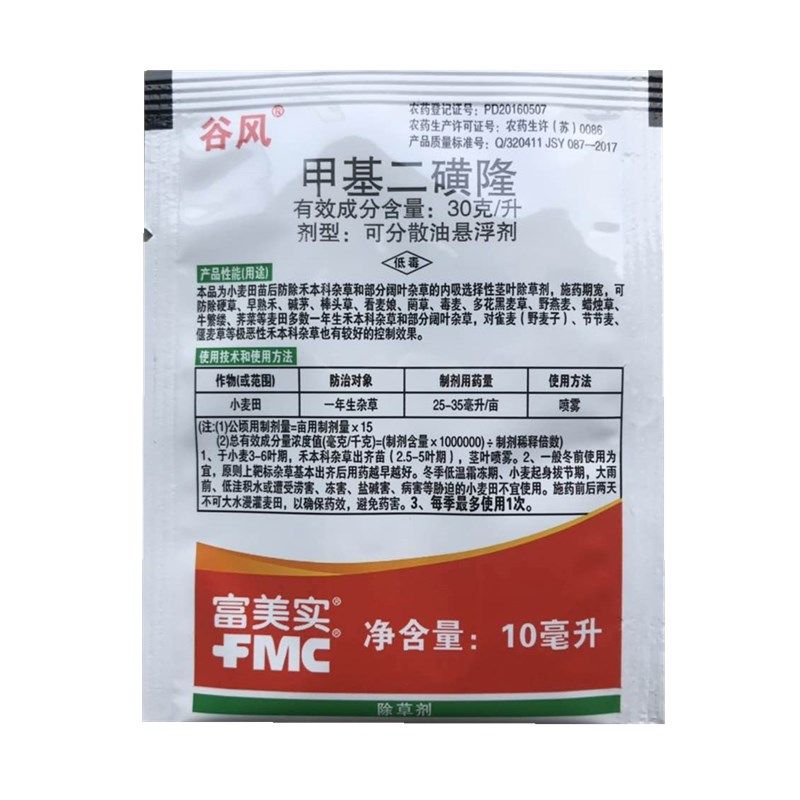 谷风®
农药登记证号：PD20160507
农药生产许可证号：农药生许（苏）0086
产品质量标准号：Q/320411 JSY 087—2017
甲基二磺隆
有效成分含量：30克/升
剂型：可分散油悬浮剂
低毒
产品性能(用途)
本品为小麦田苗后防除禾本科杂草和部分阔叶杂草的内吸选择性茎叶除草剂，施药期宽，可
防除硬草、早熟禾、碱茅、棒头草、看麦娘、茵草、毒麦、多花黑麦草、野燕麦、蜡烛草、
牛繁缕、荠菜等麦田多数一年生禾本科杂草和部分阔叶杂草，对雀麦（野麦子）、节节麦、
偃麦草等极恶性禾本科杂草也有较好的控制效果。
使用技术和使用方法
作物(或范围) 防治对象 制剂用药量 使用方法
小麦田 一年生杂草 25-35毫升/亩 喷雾
(注:(1)公顷用制剂量=亩用制剂量×15
(2)总有效成分量浓度值(毫克/千克)=(制剂含量×1000000)÷制剂稀释倍数)
1、于小麦3-6叶期，禾本科杂草出齐苗（2.5-5叶期），茎叶喷雾。2、一般冬前使用为
宜，原则上靶标杂草基本出齐后用药越早越好。冬季低温霜冻期、小麦起身拔节期，大雨
前、低洼积水或遭受涝害、冻害、盐碱害、病害等胁迫的小麦田不宜使用。施药前后两天
不可大水漫灌麦田，以确保药效，避免药害。3、每季最多使用1次。
富美实®
FMC®
净含量：10毫升
除草剂